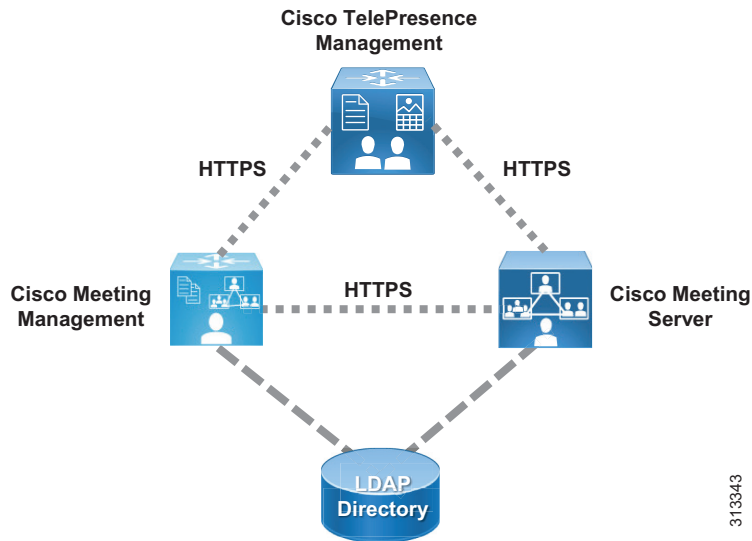 Cisco TelePresence
Management
HTTPS
HTTPS
Cisco Meeting
Management
HTTPS
Cisco Meeting
Server
LDAP
Directory
313343